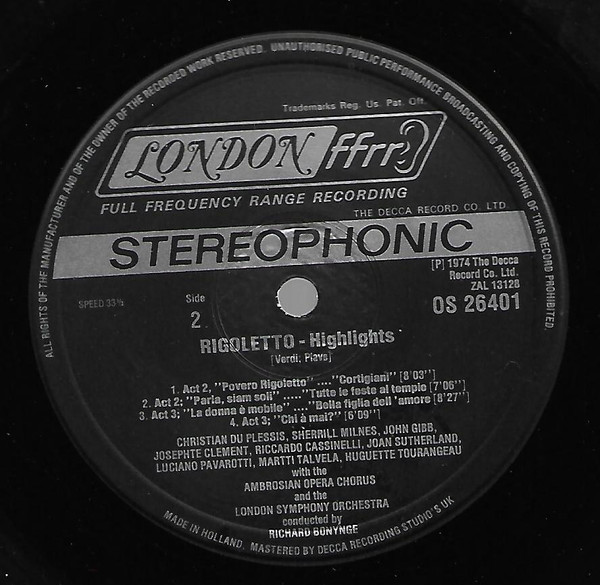 ALL RIGHTS OF THE MANUFACTURER AND OF THE OWNER OF THE RECORDED WORK RESERVED. UNAUTHORISED PUBLIC PERFORMANCE BROADCASTING AND COPYING OF THIS RECORD PROHIBITED.
Trademarks Reg. Us. Pat. Off.
LONDON ffrr
FULL FREQUENCY RANGE RECORDING
THE DECCA RECORD CO. LTD.
STEREOPHONIC
[P] 1974 The Decca
Record Co. Ltd.
ZAL 13128
SPEED 33⅓
Side
2
OS 26401
RIGOLETTO - Highlights
[Verdi; Piave]
1. Act 2, "Povero Rigoletto" ...."Cortigiani" [8'03"]
2. Act 2: "Parla, siam soli" ....."Tutte le feste al tempio [7'06"]
3. Act 3; "La donna è mobile" ...."Bella figlia dell 'amore [8'27"]
4. Act 3; "Chi à mai?" [6'09"]
CHRISTIAN DU PLESSIS, SHERRILL MILNES, JOHN GIBB,
JOSEPHTE CLEMENT, RICCARDO CASSINELLI, JOAN SUTHERLAND,
LUCIANO PAVAROTTI, MARTTI TALVELA, HUGUETTE TOURANGEAU
with the
AMBROSIAN OPERA CHORUS
and the
LONDON SYMPHONY ORCHESTRA
conducted by
RICHARD BONYNGE
MADE IN HOLLAND. MASTERED BY DECCA RECORDING STUDIO'S UK